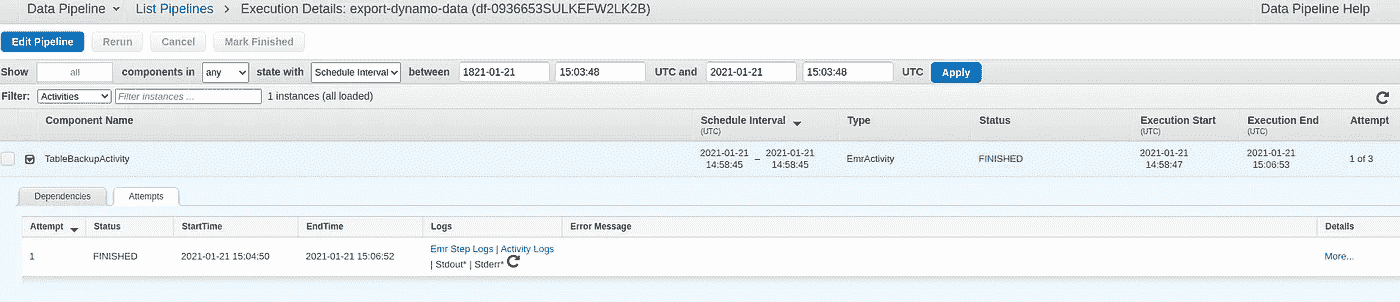 Data Pipeline List Pipelines Execution Details: export-dynamo-data (df-0936653SULKEFW2LK2B) Data Pipeline Help
Edit Pipeline Rerun Cancel Mark Finished
Show all components in any state with Schedule Interval between 1821-01-21 15:03:48 UTC and 2021-01-21 15:03:48 UTC Apply
Filter: Activities Filter instances ... 1 instances (all loaded)
Component Name Schedule Interval Type Status Execution Start Execution End Attempt
(UTC) (UTC) (UTC)
TableBackupActivity 2021-01-21 14:58:45 – 2021-01-21 14:58:45 EmrActivity FINISHED 2021-01-21 14:58:47 2021-01-21 15:06:53 1 of 3
Dependencies Attempts
Attempt Status StartTime EndTime Logs Error Message Details
1 FINISHED 2021-01-21 15:04:50 2021-01-21 15:06:52 Emr Step Logs | Activity Logs More...
| Stdout* | Stderr*